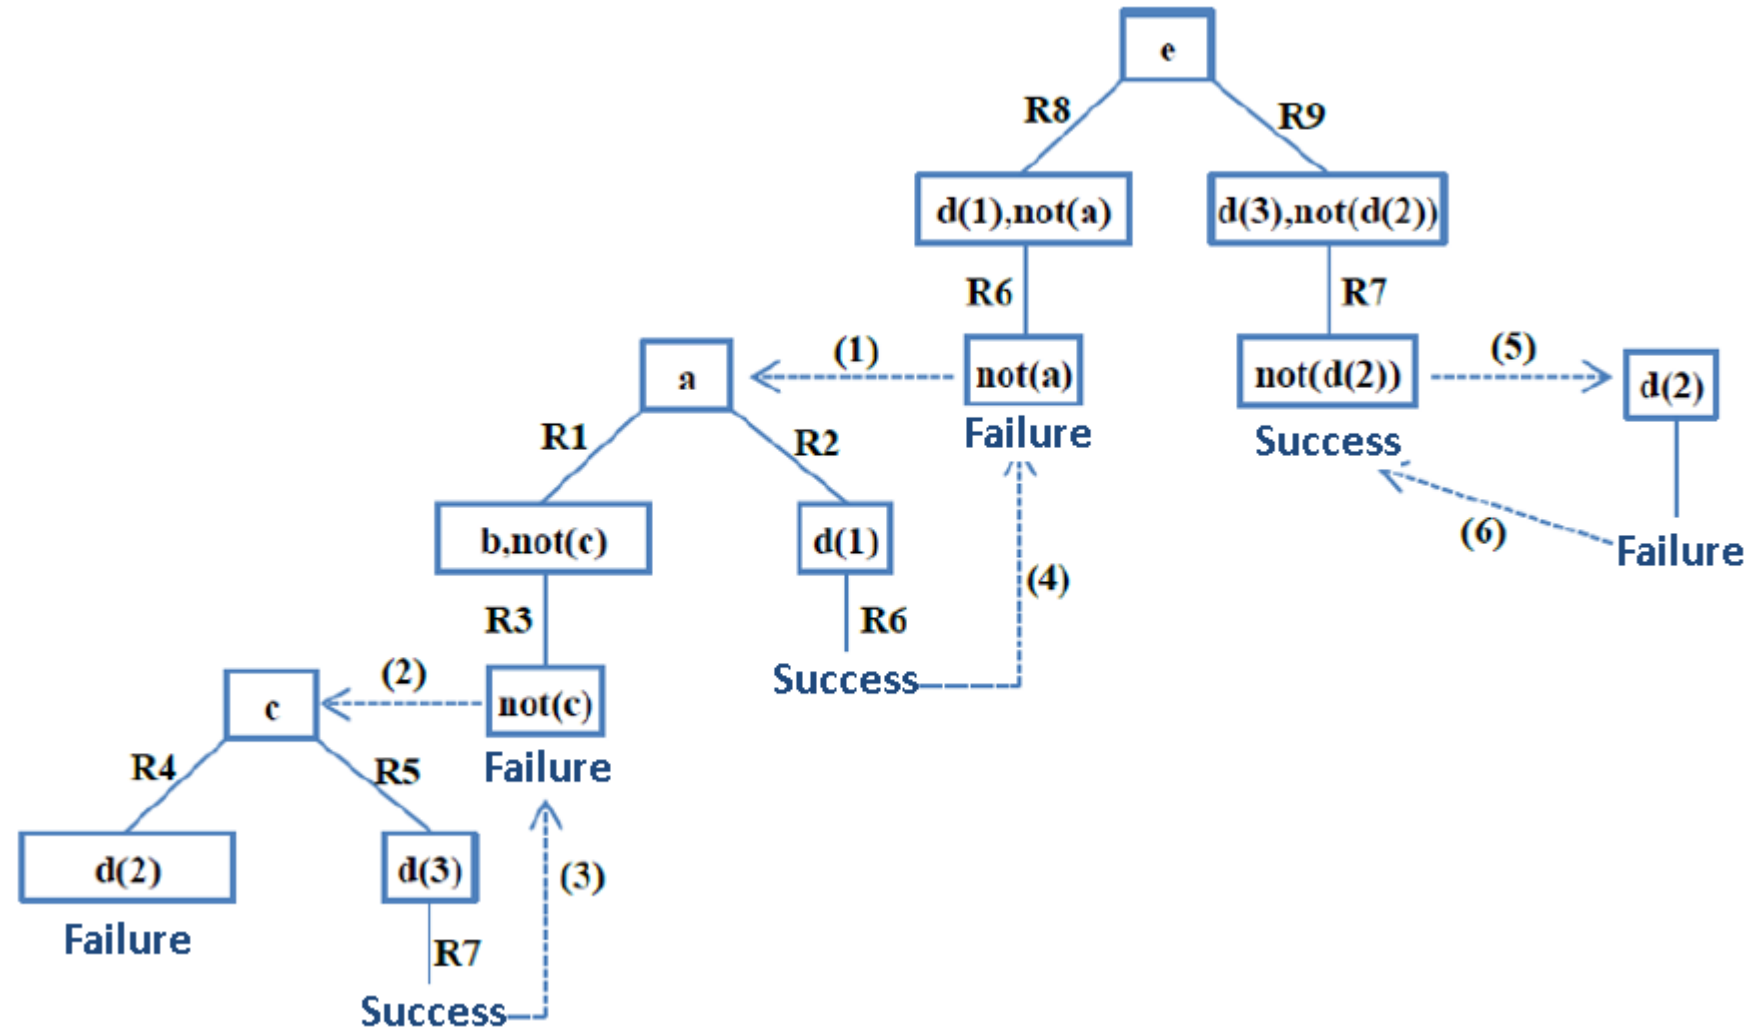 e
R8
R9
d(1),not(a)
d(3),not(d(2))
R6
R7
a
(1)
not(a)
not(d(2))
(5)
d(2)
Failure
Success
R1
R2
b,not(c)
d(1)
(4)
(6)
Failure
R3
R6
c
(2)
not(c)
Success
R4
R5
Failure
d(2)
d(3)
(3)
Failure
R7
Success